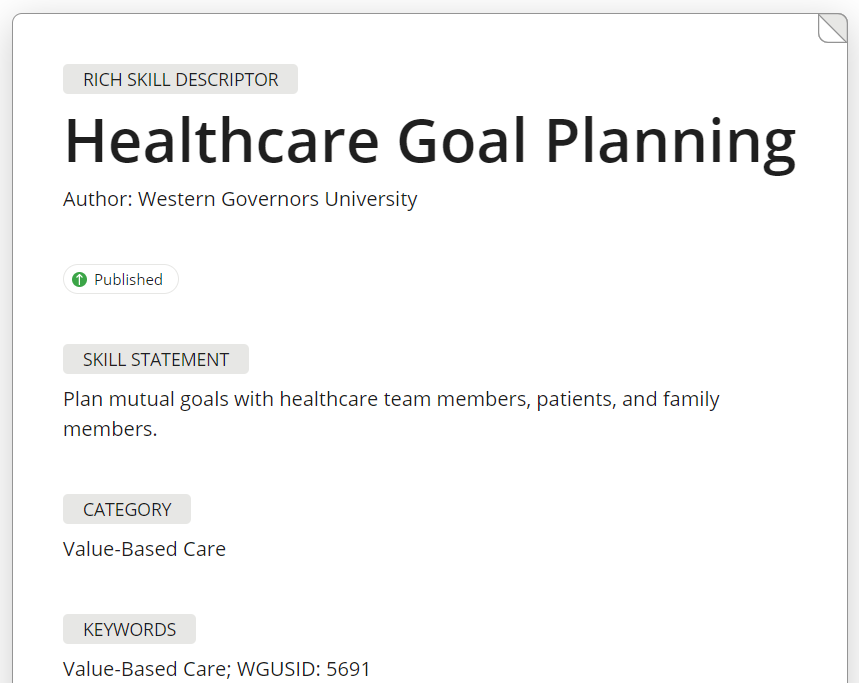 RICH SKILL DESCRIPTOR
Healthcare Goal Planning
Author: Western Governors University
Published
SKILL STATEMENT
Plan mutual goals with healthcare team members, patients, and family
members.
CATEGORY
Value-Based Care
KEYWORDS
Value-Based Care; WGUSID: 5691